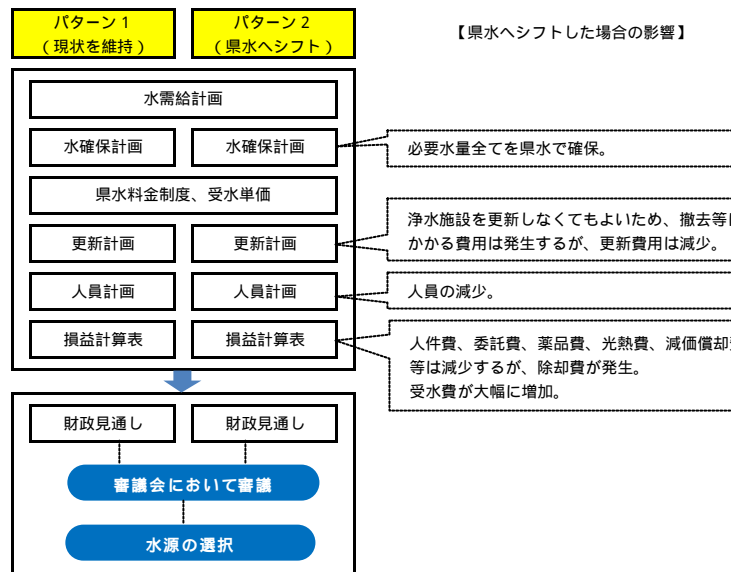 パターン１
（現状を維持）
パターン２
（県水へシフト）
【県水へシフトした場合の影響】
水需給計画
水確保計画
水確保計画
必要水量全てを県水で確保。
県水料金制度、受水単価
更新計画
更新計画
浄水施設を更新しなくてもよいため、撤去等に
かかる費用は発生するが、更新費用は減少。
人員計画
人員計画
人員の減少。
損益計算表
損益計算表
人件費、委託費、薬品費、光熱費、減価償却費
等は減少するが、除却費が発生。
受水費が大幅に増加。
財政見通し
財政見通し
審議会において審議
水源の選択